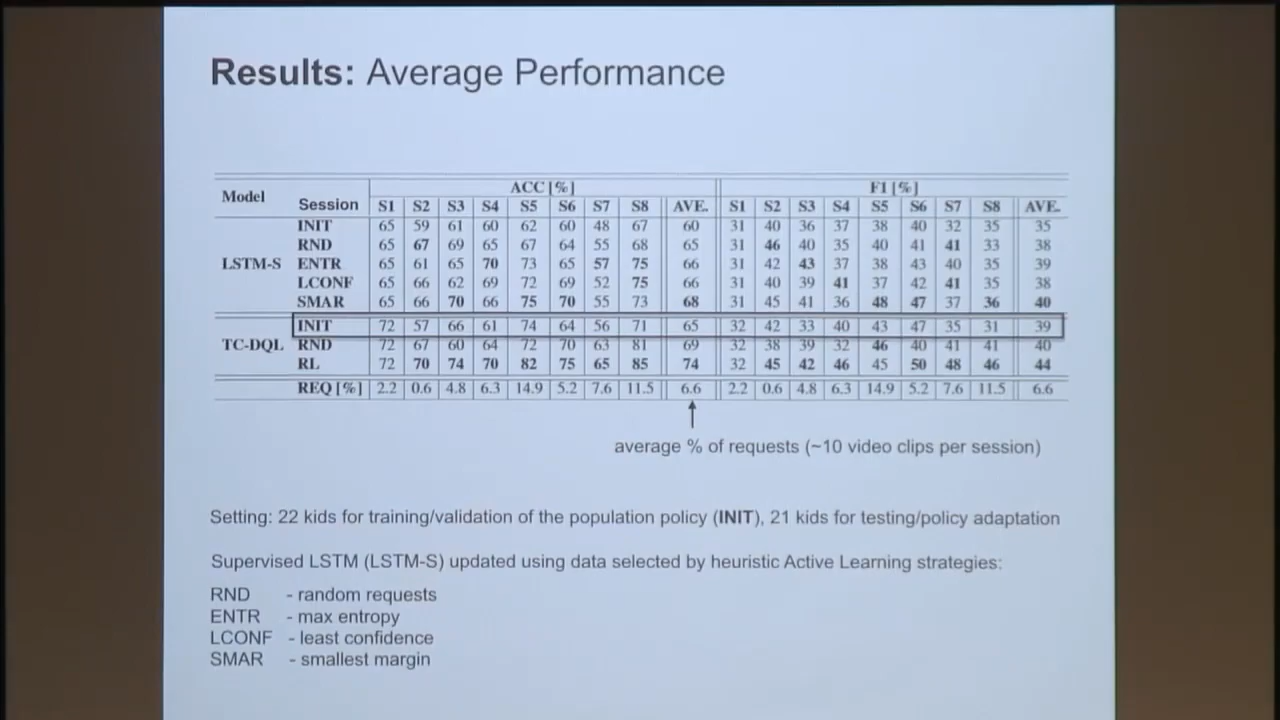 Results: Average Performance
Model Session ACC [%] F1 [%]
S1 S2 S3 S4 S5 S6 S7 S8 AVE. S1 S2 S3 S4 S5 S6 S7 S8 AVE.
INIT 65 59 61 60 62 60 48 67 60 31 40 36 37 38 40 32 35 35
RND 65 67 69 65 67 64 55 68 65 31 46 40 35 40 41 41 33 38
LSTM-S ENTR 65 61 65 70 73 65 57 75 66 31 42 43 37 38 43 40 35 39
LCONF 65 66 62 69 72 69 52 75 66 31 40 39 41 37 42 41 35 38
SMAR 65 66 70 66 75 70 55 73 68 31 45 41 36 48 47 37 36 40
INIT 72 57 66 61 74 64 56 71 65 32 42 33 40 43 47 35 31 39
TC-DQL RND 72 67 60 64 72 70 63 81 69 32 38 39 32 46 40 41 41 40
RL 72 70 74 70 82 75 65 85 74 32 45 42 46 45 50 48 46 44
REQ [%] 2.2 0.6 4.8 6.3 14.9 5.2 7.6 11.5 6.6 2.2 0.6 4.8 6.3 14.9 5.2 7.6 11.5 6.6
average % of requests (~10 video clips per session)
Setting: 22 kids for training/validation of the population policy (INIT), 21 kids for testing/policy adaptation
Supervised LSTM (LSTM-S) updated using data selected by heuristic Active Learning strategies:
RND - random requests
ENTR - max entropy
LCONF - least confidence
SMAR - smallest margin